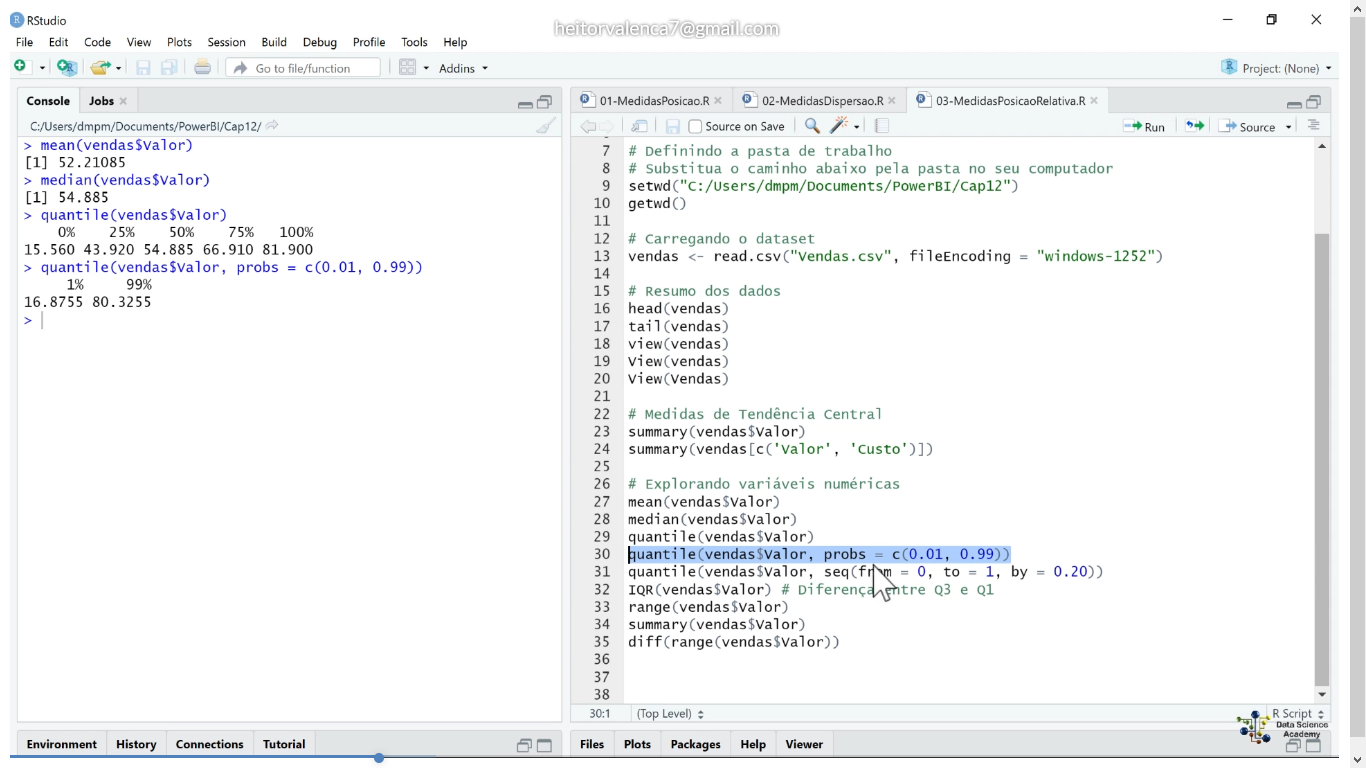 RStudio
heitorvalenca7@gmail.com
File Edit Code View Plots Session Build Debug Profile Tools Help
Go to file/function Addins Project: (None)
Console Jobs
C:/Users/dmpm/Documents/PowerBI/Cap12/
> mean(vendas$Valor)
[1] 52.21085
> median(vendas$Valor)
[1] 54.885
> quantile(vendas$Valor)
0% 25% 50% 75% 100%
15.560 43.920 54.885 66.910 81.900
> quantile(vendas$Valor, probs = c(0.01, 0.99))
1% 99%
16.8755 80.3255
>
01-MedidasPosicao.R 02-MedidasDispersao.R 03-MedidasPosicaoRelativa.R
Source on Save Run Source
7 # Definindo a pasta de trabalho
8 # Substitua o caminho abaixo pela pasta no seu computador
9 setwd("C:/Users/dmpm/Documents/PowerBI/Cap12")
10 getwd()
11
12 # Carregando o dataset
13 vendas <- read.csv("Vendas.csv", fileEncoding = "windows-1252")
14
15 # Resumo dos dados
16 head(vendas)
17 tail(vendas)
18 view(vendas)
19 View(vendas)
20 View(Vendas)
21
22 # Medidas de Tendência Central
23 summary(vendas$Valor)
24 summary(vendas[c('Valor', 'Custo')])
25
26 # Explorando variáveis numéricas
27 mean(vendas$Valor)
28 median(vendas$Valor)
29 quantile(vendas$Valor)
30 quantile(vendas$Valor, probs = c(0.01, 0.99))
31 quantile(vendas$Valor, seq(from = 0, to = 1, by = 0.20))
32 IQR(vendas$Valor) # Diferença entre Q3 e Q1
33 range(vendas$Valor)
34 summary(vendas$Valor)
35 diff(range(vendas$Valor))
36
37
38
30:1 (Top Level) R Script
Data Science
Academy
Environment History Connections Tutorial
Files Plots Packages Help Viewer